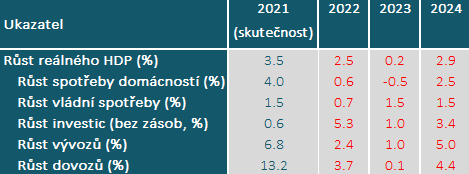 Ukazatel 2021 (skutečnost) 2022 2023 2024
Růst reálného HDP (%) 3.5 2.5 0.2 2.9
Růst spotřeby domácností (%) 4.0 0.6 -0.5 2.5
Růst vládní spotřeby (%) 1.5 0.7 1.5 1.5
Růst investic (bez zásob, %) 0.6 5.3 1.0 3.4
Růst vývozů (%) 6.8 2.4 1.0 5.0
Růst dovozů (%) 13.2 3.7 0.1 4.4